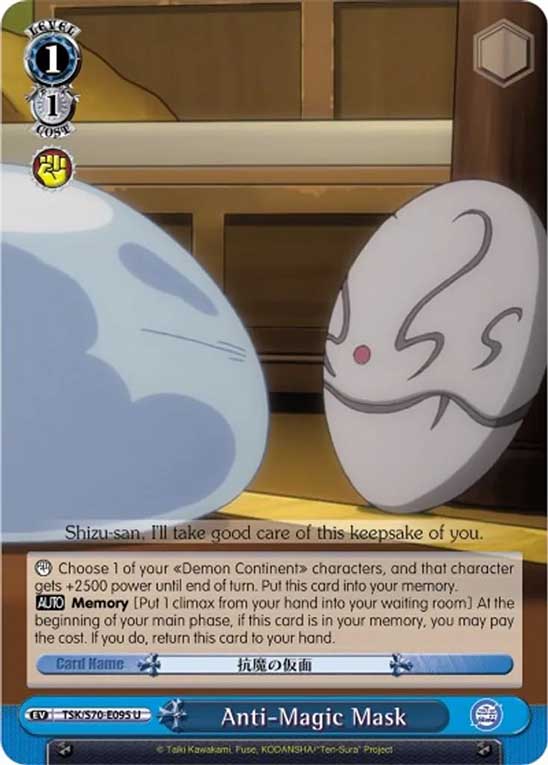 LEVEL
1
1
COST
Shizu-san, I'll take good care of this keepsake of you.
Choose 1 of your «Demon Continent» characters, and that character
gets +2500 power until end of turn. Put this card into your memory.
AUTO Memory [Put 1 climax from your hand into your waiting room] At the
beginning of your main phase, if this card is in your memory, you may pay
the cost. If you do, return this card to your hand.
Card Name 抗魔の仮面
EV TSK/S70-E095 U Anti-Magic Mask
© Taiki Kawakami, Fuse, KODANSHA/"Ten-Sura" Project